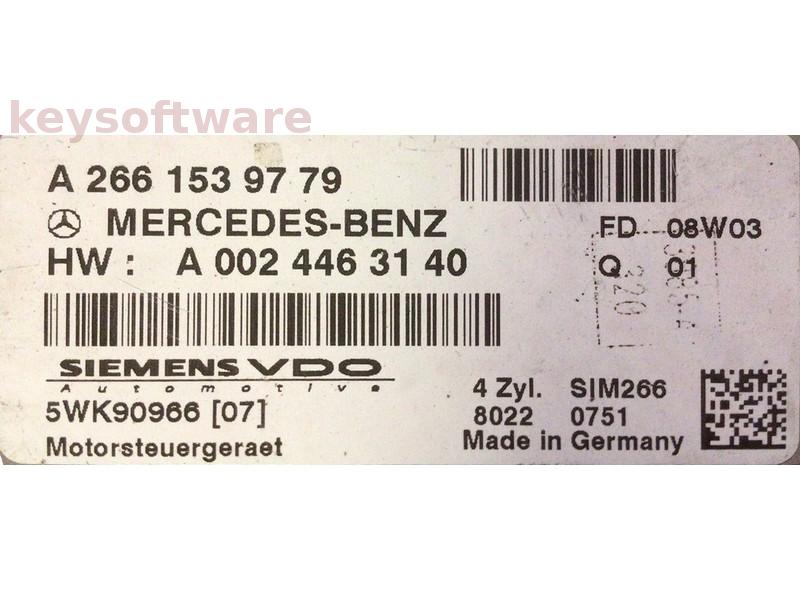 keysoftware
A 266 153 97 79
MERCEDES-BENZ
FD 08W03
HW : A 002 446 31 40
Q 01
220
SIEMENS VDO
Automotive
5WK90966 [07]
4 Zyl. SIM266
8022 0751
Motorsteuergeraet
Made in Germany